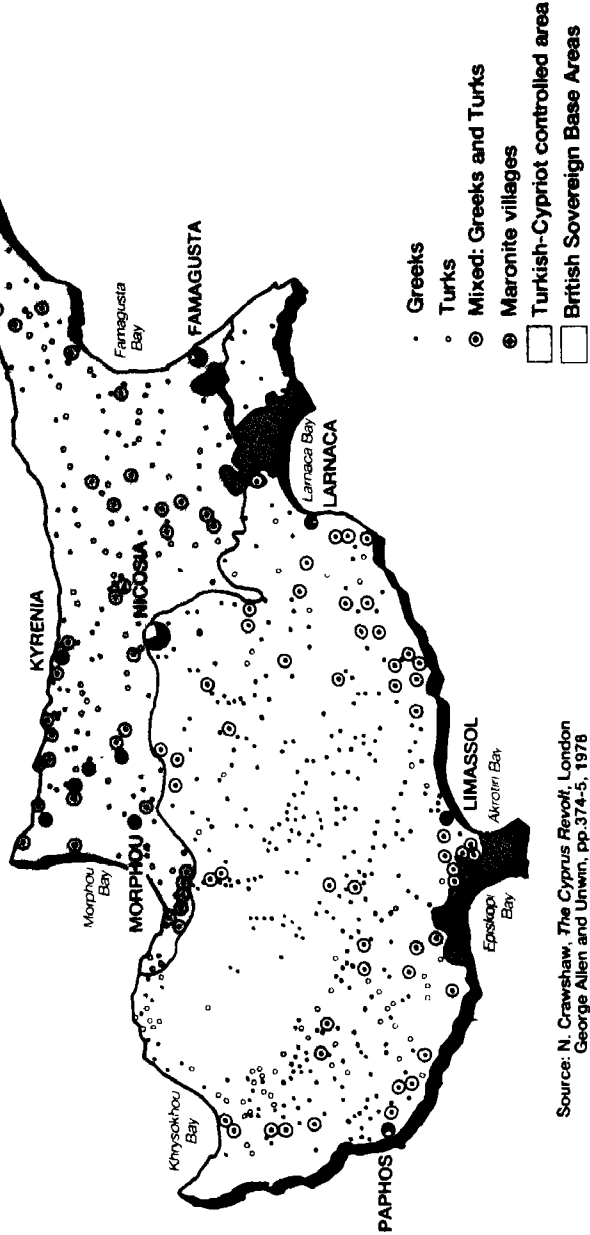 KYRENIA
Morphou
Bay
MORPHOU
NICOSIA
Famagusta
Bay
FAMAGUSTA
Khrysokhou
Bay
Larnaca Bay
LARNACA
PAPHOS
LIMASSOL
Akrotiri Bay
Episkopi
Bay
· Greeks
∘ Turks
⊙ Mixed: Greeks and Turks
⊕ Maronite villages
Turkish-Cypriot controlled area
British Sovereign Base Areas
Source: N. Crawshaw, The Cyprus Revolt, London
George Allen and Unwin, pp.374-5, 1978